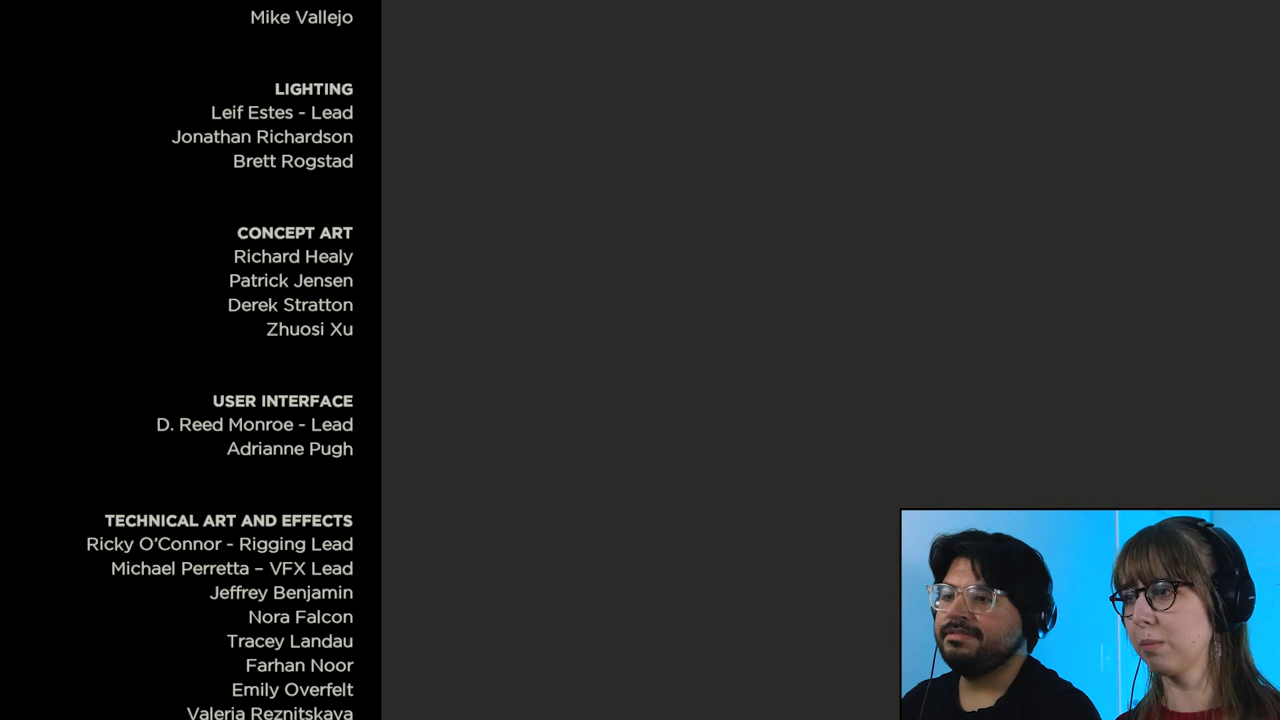 Mike Vallejo
LIGHTING
Leif Estes - Lead
Jonathan Richardson
Brett Rogstad
CONCEPT ART
Richard Healy
Patrick Jensen
Derek Stratton
Zhuosi Xu
USER INTERFACE
D. Reed Monroe - Lead
Adrianne Pugh
TECHNICAL ART AND EFFECTS
Ricky O’Connor - Rigging Lead
Michael Perretta – VFX Lead
Jeffrey Benjamin
Nora Falcon
Tracey Landau
Farhan Noor
Emily Overfelt
Valeria Reznitskaya